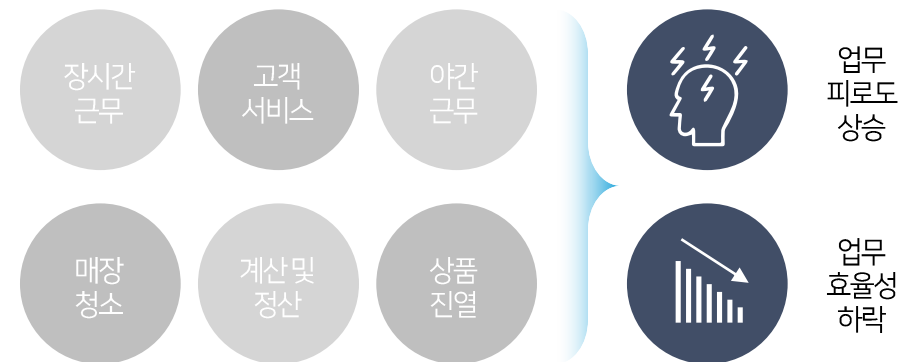 장시간
근무
고객
서비스
야간
근무
업무
피로도
상승
매장
청소
계산 및
정산
상품
진열
업무
효율성
하락